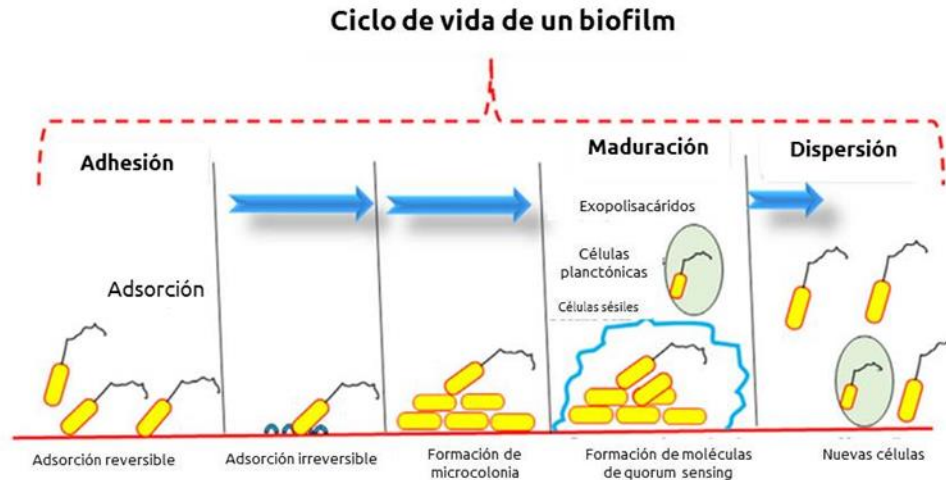 Ciclo de vida de un biofilm
Adhesión
Maduración
Dispersión
Exopolisacáridos
Adsorción
Células
planctónicas
Células sésiles
Adsorción reversible
Adsorción irreversible
Formación de
microcolonia
Formación de moléculas
de quorum sensing
Nuevas células